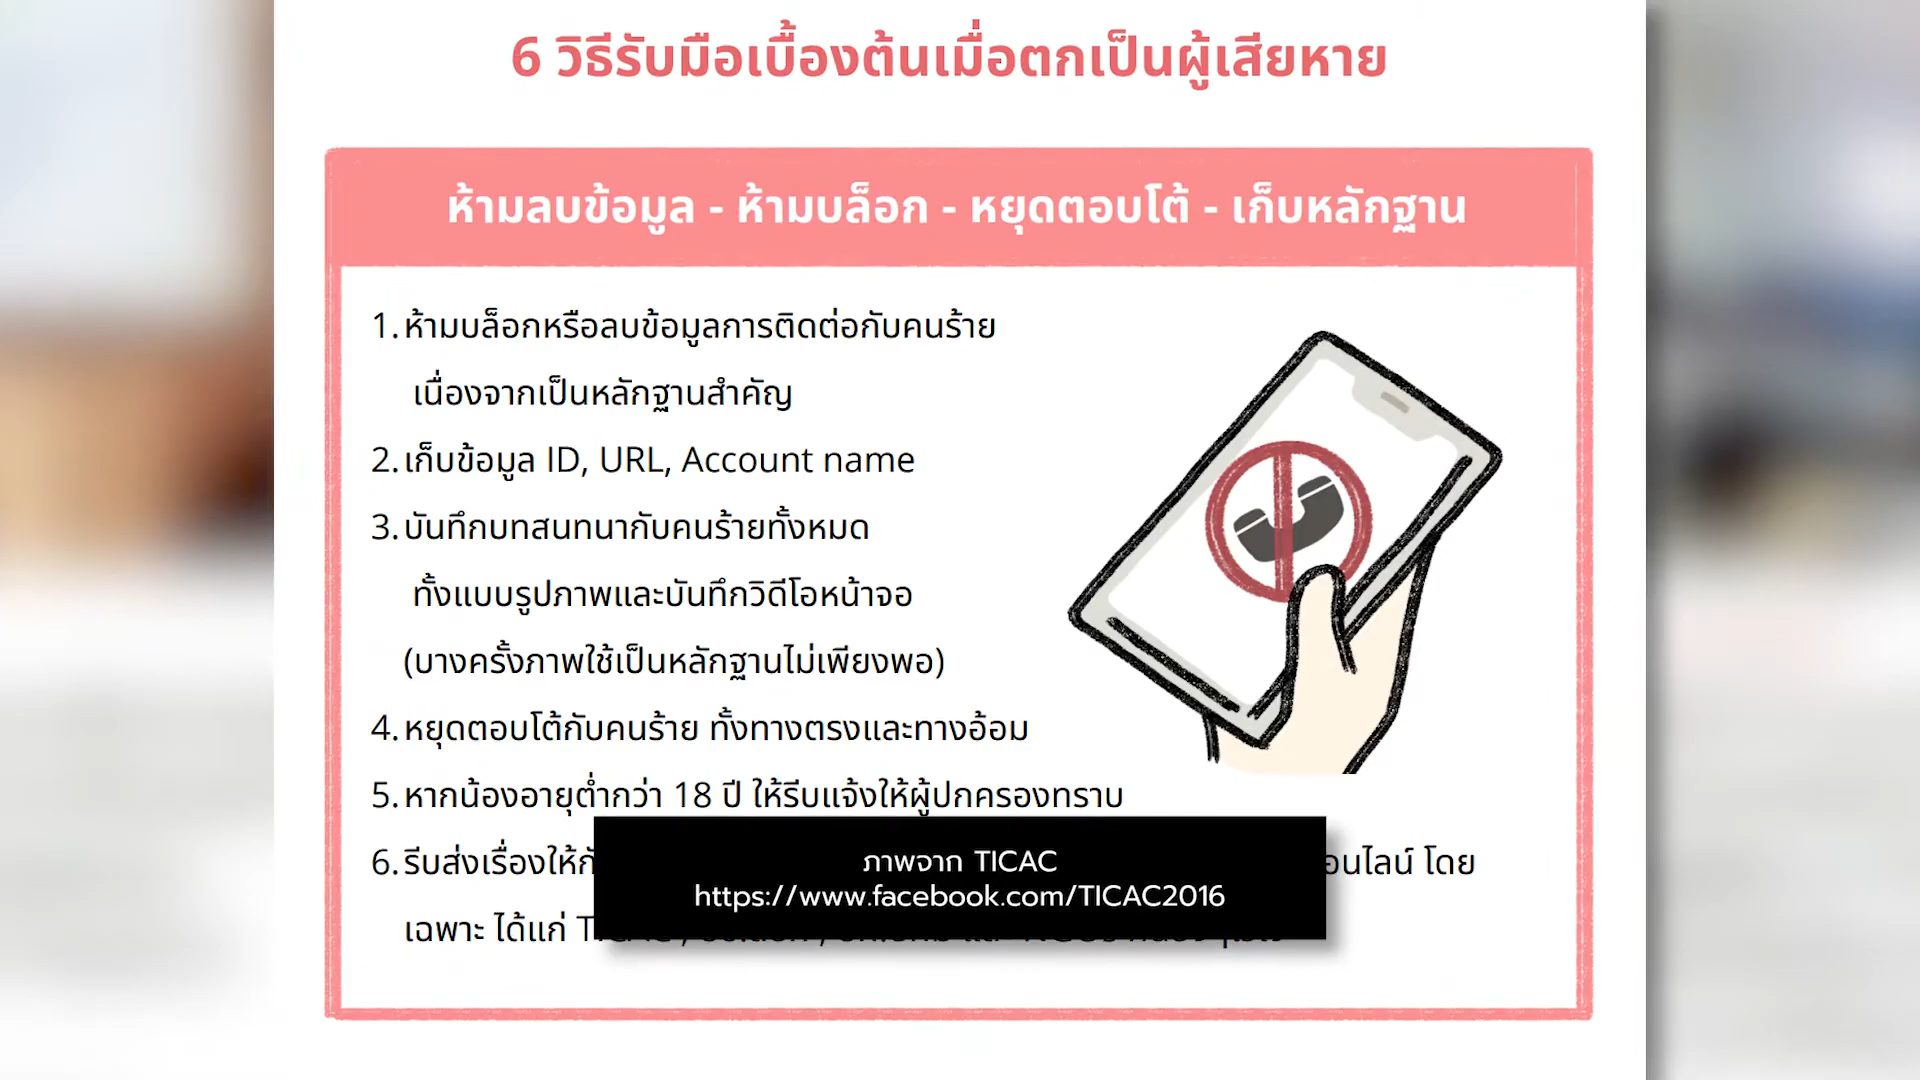 6 วิธีรับมือเบื้องต้นเมื่อตกเป็นผู้เสียหาย
ห้ามลบข้อมูล - ห้ามบล็อก - หยุดตอบโต้ - เก็บหลักฐาน
1. ห้ามบล็อกหรือลบข้อมูลการติดต่อกับคนร้าย
เนื่องจากเป็นหลักฐานสำคัญ
2. เก็บข้อมูล ID, URL, Account name
3. บันทึกบทสนทนากับคนร้ายทั้งหมด
ทั้งแบบรูปภาพและบันทึกวิดีโอหน้าจอ
(บางครั้งภาพใช้เป็นหลักฐานไม่เพียงพอ)
4. หยุดตอบโต้กับคนร้าย ทั้งทางตรงและทางอ้อม
5. หากน้องอายุต่ำกว่า 18 ปี ให้รีบแจ้งให้ผู้ปกครองทราบ
6. รีบส่งเรื่องให้ โดย
เฉพาะ ได้แก่
ภาพจาก TICAC
https://www.facebook.com/TICAC2016